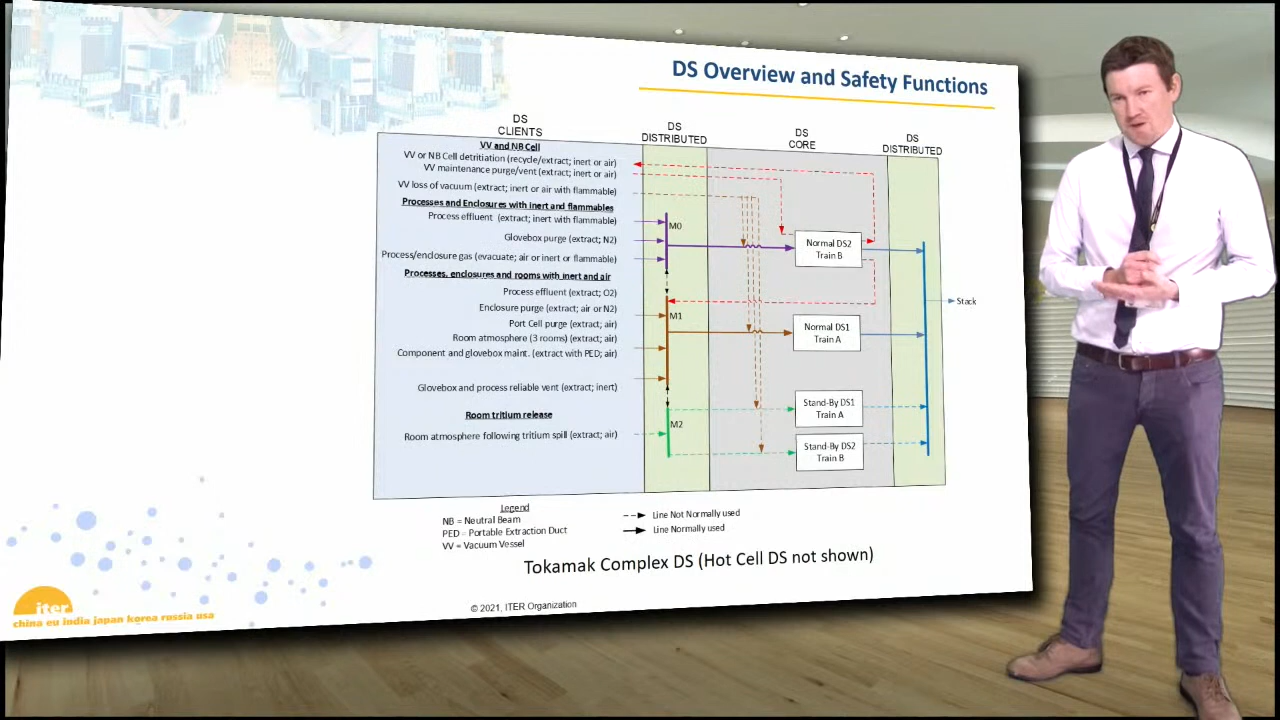 DS Overview and Safety Functions
DS
CLIENTS
DS
DISTRIBUTED
DS
CORE
DS
DISTRIBUTED
VV and NB Cell
VV or NB Cell detritiation (recycle/extract; inert or air)
VV maintenance purge/vent (extract; inert or air)
VV loss of vacuum (extract; inert or air with flammable)
Processes and Enclosures with inert and flammables
Process effluent (extract; inert with flammable)
Glovebox purge (extract; N2)
Process/enclosure gas (evacuate; air or inert or flammable)
Processes, enclosures and rooms with inert and air
Process effluent (extract; O2)
Enclosure purge (extract; air or N2)
Port Cell purge (extract; air)
Room atmosphere (3 rooms) (extract; air)
Component and glovebox maint. (extract with PED; air)
Glovebox and process reliable vent (extract; inert)
Room tritium release
Room atmosphere following tritium spill (extract; air)
M0
M1
M2
Normal DS2
Train B
Normal DS1
Train A
Stand-By DS1
Train A
Stand-By DS2
Train B
Stack
Legend
NB = Neutral Beam
PED = Portable Extraction Duct
VV = Vacuum Vessel
Line Not Normally used
Line Normally used
Tokamak Complex DS (Hot Cell DS not shown)
iter
china eu india japan korea russia usa
© 2021, ITER Organization